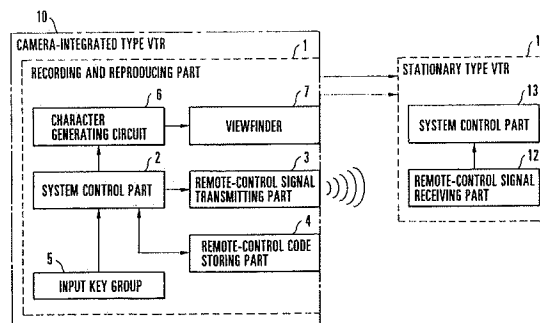 10
CAMERA-INTEGRATED TYPE VTR
1
RECORDING AND REPRODUCING PART
6
CHARACTER
GENERATING CIRCUIT
7
VIEWFINDER
2
SYSTEM CONTROL PART
3
REMOTE-CONTROL SIGNAL
TRANSMITTING PART
4
REMOTE-CONTROL CODE
STORING PART
5
INPUT KEY GROUP
1
STATIONARY TYPE VTR
13
SYSTEM CONTROL PART
12
REMOTE-CONTROL SIGNAL
RECEIVING PART